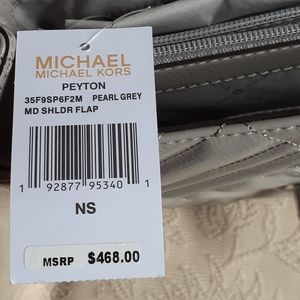 MICHAEL
MICHAEL KORS
PEYTON
35F9SP6F2M PEARL GREY
MD SHLDR FLAP
1 92877 95340 1
NS
MSRP $468.00